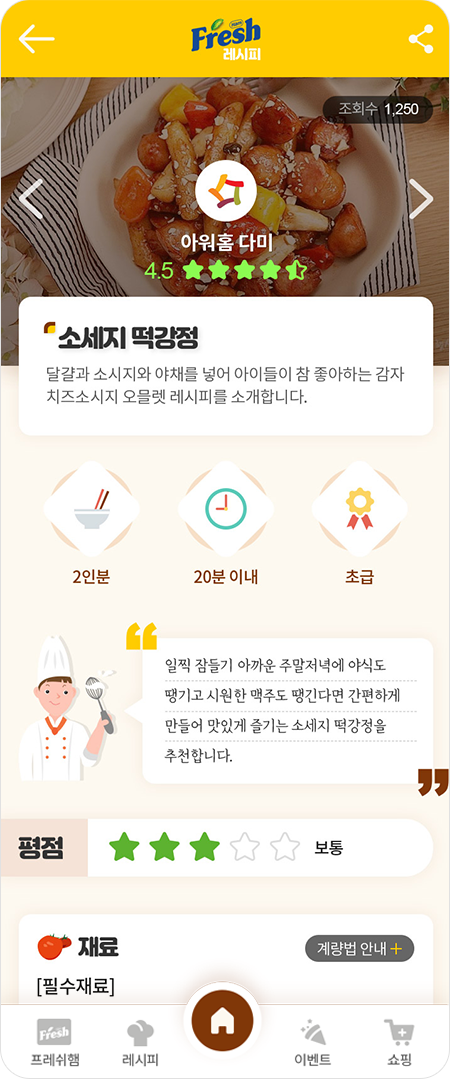 Fresh
레시피
조회수 1,250
아워홈 다미
4.5
소세지 떡강정
달걀과 소시지와 야채를 넣어 아이들이 참 좋아하는 감자
치즈소시지 오믈렛 레시피를 소개합니다.
2인분
20분 이내
초급
일찍 잠들기 아까운 주말저녁에 야식도
땡기고 시원한 맥주도 땡긴다면 간편하게
만들어 맛있게 즐기는 소세지 떡강정을
추천합니다.
평점
보통
재료
계량법 안내 +
[필수재료]
Fresh
프레쉬햄
레시피
이벤트
쇼핑